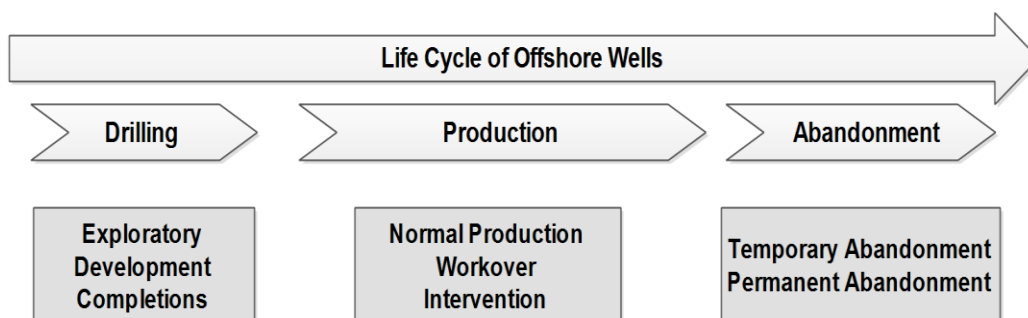 Life Cycle of Offshore Wells
Drilling
Production
Abandonment
Exploratory
Development
Completions
Normal Production
Workover
Intervention
Temporary Abandonment
Permanent Abandonment